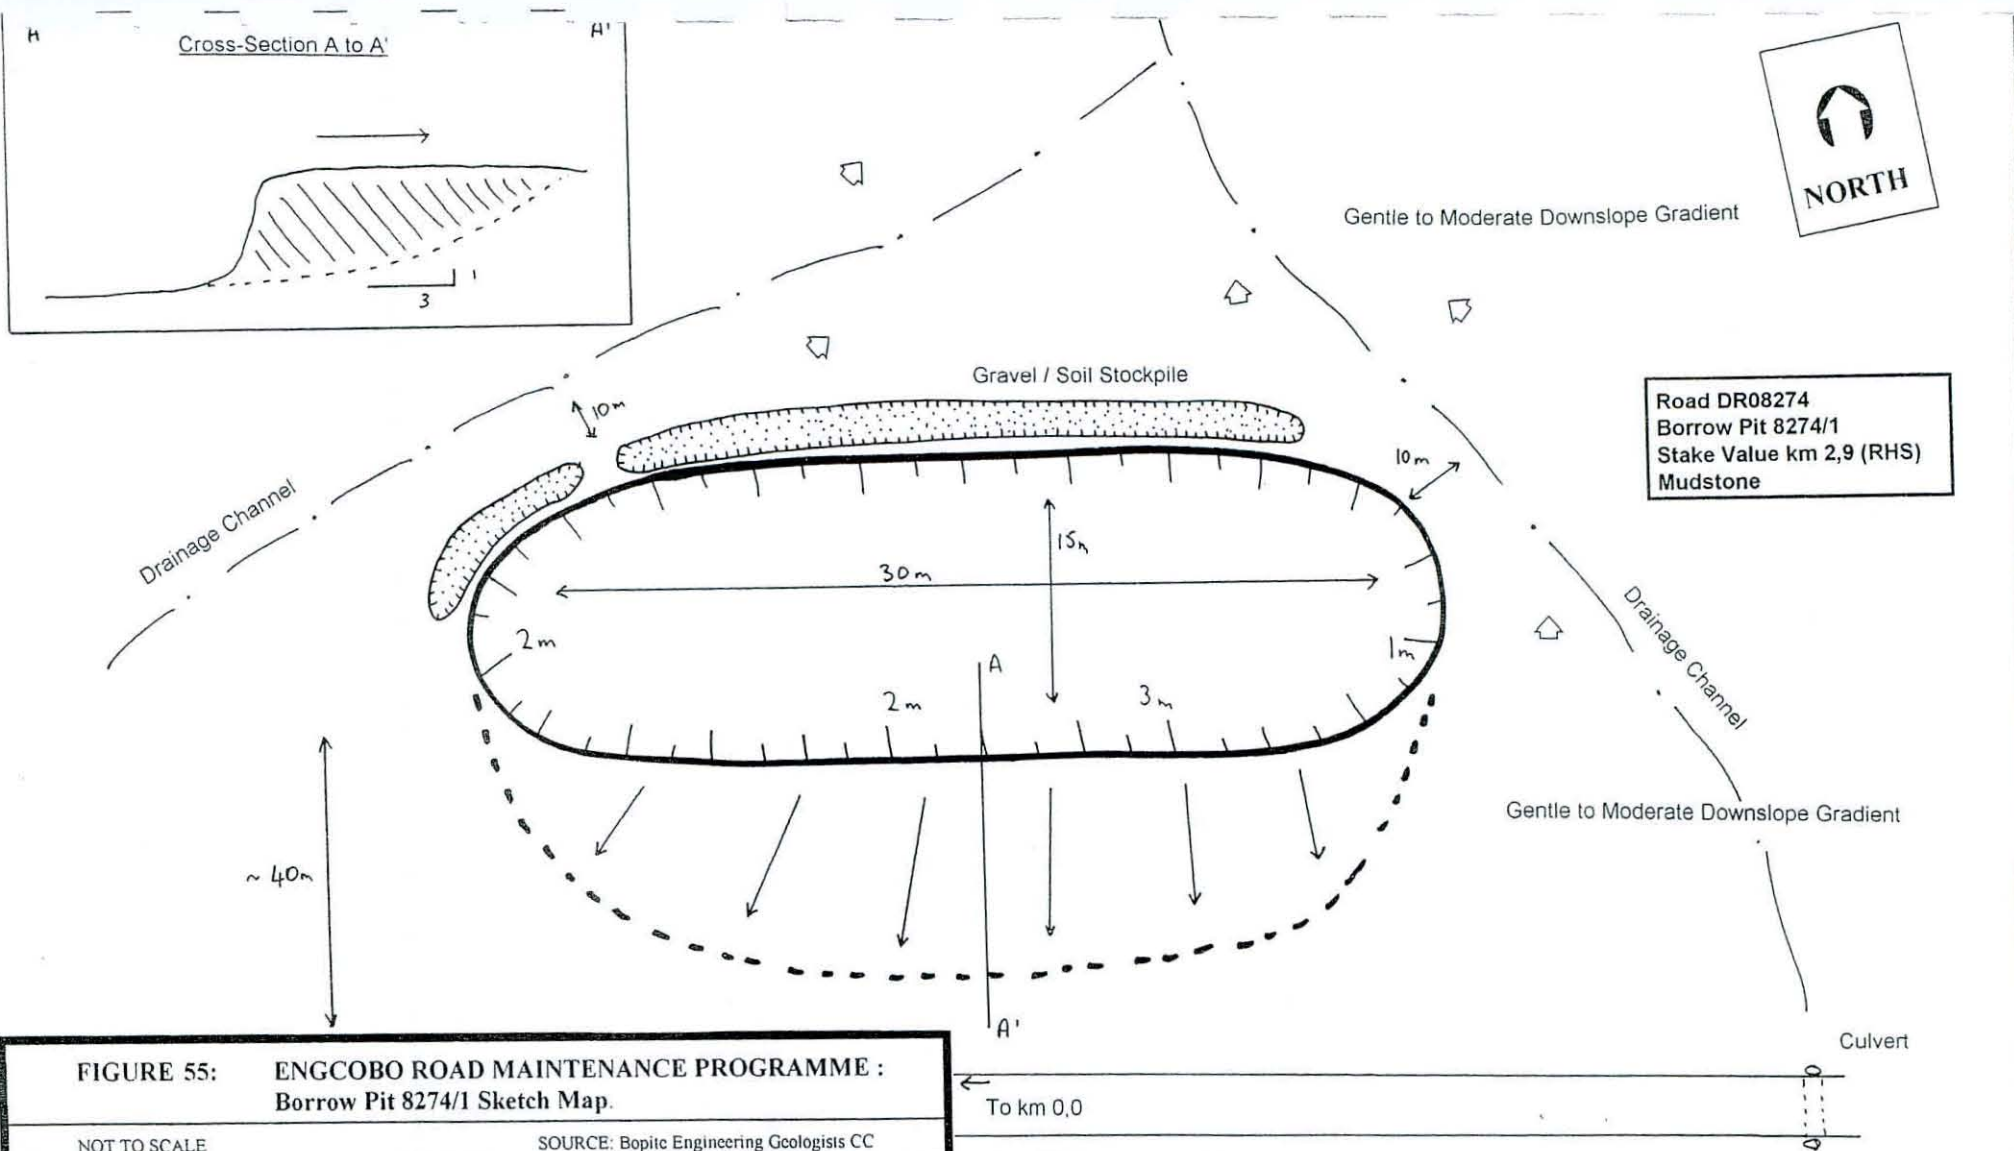 A'
Cross-Section A to A'
1
3
NORTH
Gentle to Moderate Downslope Gradient
Gravel / Soil Stockpile
Road DR08274
Borrow Pit 8274/1
Stake Value km 2,9 (RHS)
Mudstone
10m
10m
Drainage Channel
15m
30m
2m
1m
A
2m
3m
Drainage Channel
Gentle to Moderate Downslope Gradient
~ 40m
A'
Culvert
To km 0,0
FIGURE 55: ENGCOBO ROAD MAINTENANCE PROGRAMME :
Borrow Pit 8274/1 Sketch Map.
NOT TO SCALE
SOURCE: Bopite Engineering Geologists CC